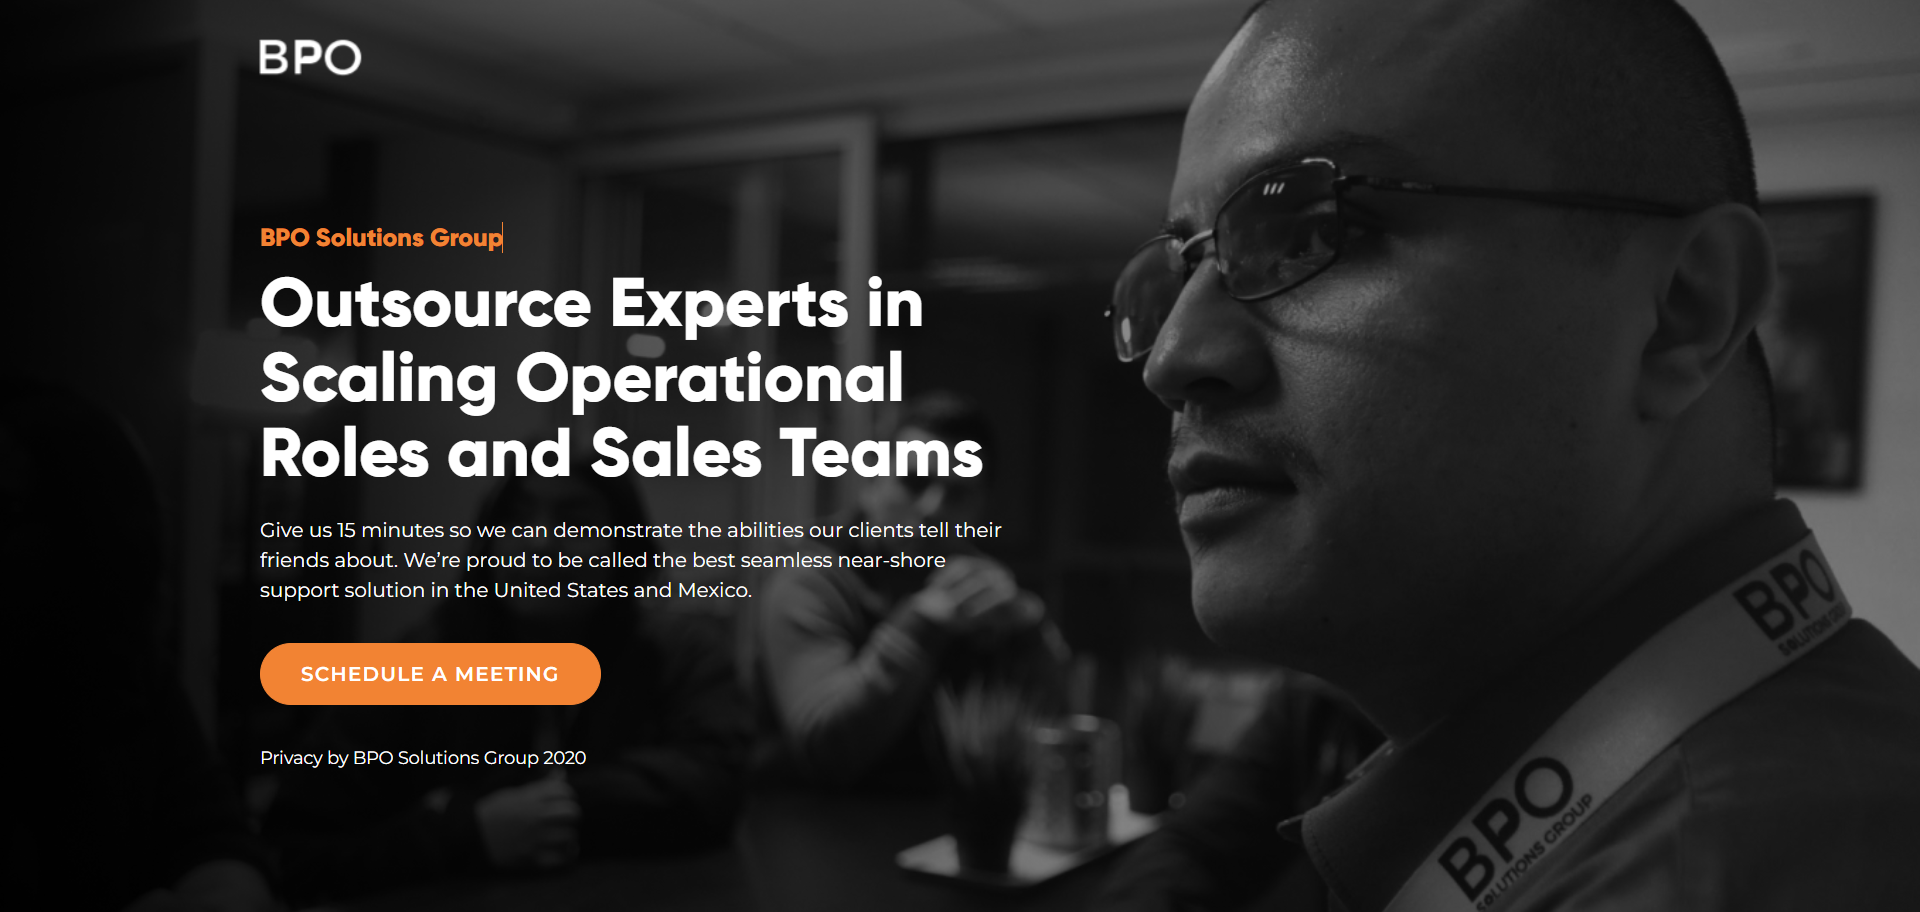 BPO
BPO Solutions Group
Outsource Experts in
Scaling Operational
Roles and Sales Teams
Give us 15 minutes so we can demonstrate the abilities our clients tell their
friends about. We’re proud to be called the best seamless near-shore
support solution in the United States and Mexico.
SCHEDULE A MEETING
Privacy by BPO Solutions Group 2020
BPO
SOLUTIONS GROUP
BPO
SOLUTIONS